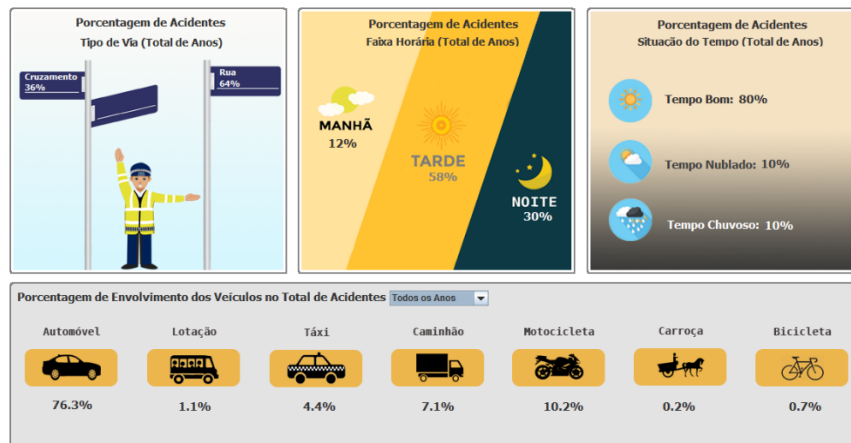 Porcentagem de Acidentes
Tipo de Via (Total de Anos)
Cruzamento
36%
Rua
64%
Porcentagem de Acidentes
Faixa Horária (Total de Anos)
MANHÃ
12%
TARDE
58%
NOITE
30%
Porcentagem de Acidentes
Situação do Tempo (Total de Anos)
Tempo Bom: 80%
Tempo Nublado: 10%
Tempo Chuvoso: 10%
Porcentagem de Envolvimento dos Veículos no Total de Acidentes Todos os Anos
Automóvel Lotação Táxi Caminhão Motocicleta Carroça Bicicleta
76.3% 1.1% 4.4% 7.1% 10.2% 0.2% 0.7%